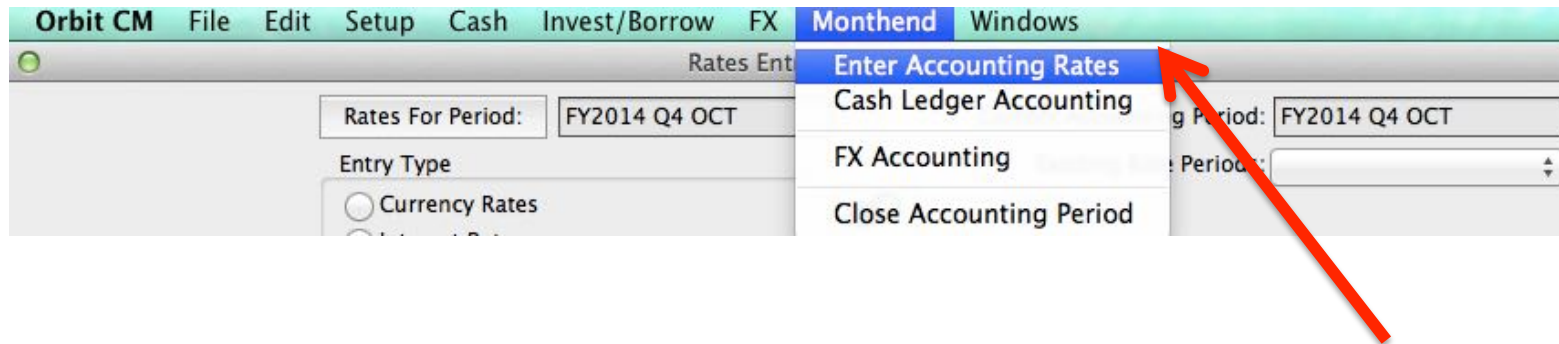 Orbit CM File Edit Setup Cash Invest/Borrow FX Monthend Windows
Rates Ent
Enter Accounting Rates
Cash Ledger Accounting
FX Accounting
Close Accounting Period
Rates For Period: FY2014 Q4 OCT
g Period: FY2014 Q4 OCT
Entry Type
Currency Rates